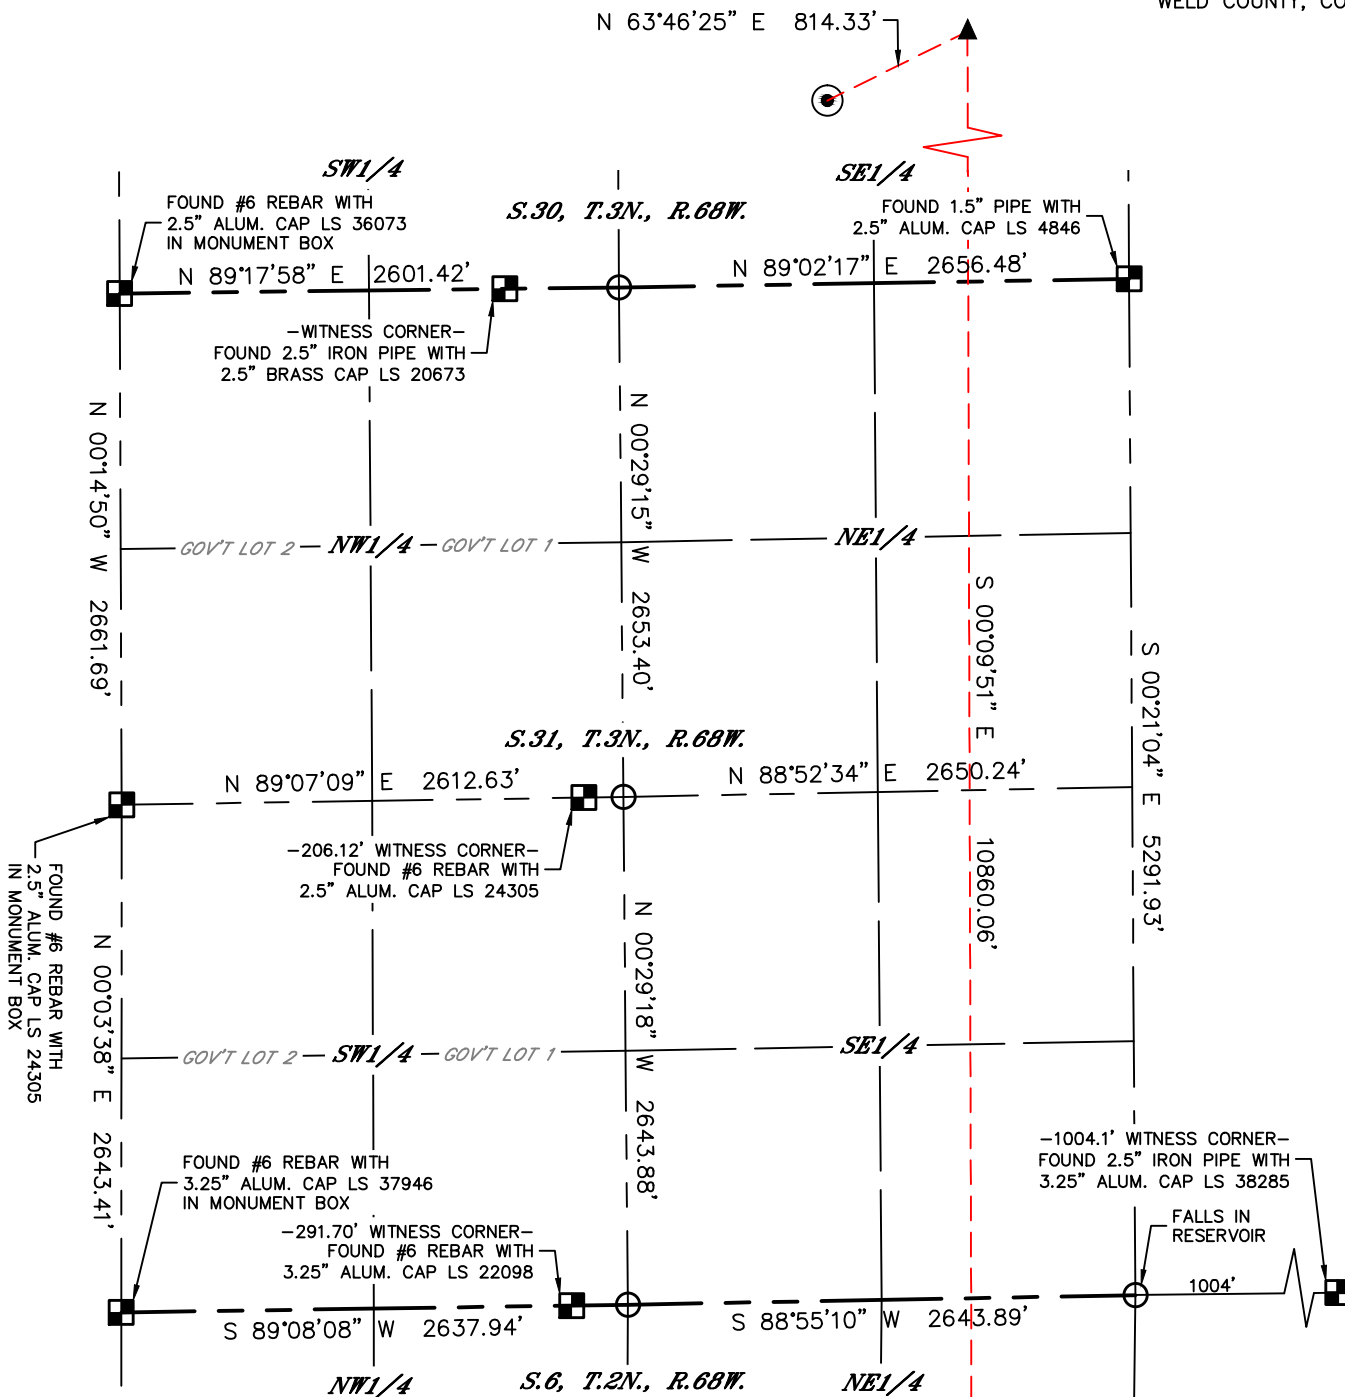 WELD COUNTY, CO
N 63°46'25" E 814.33'
SW1/4
SE1/4
FOUND #6 REBAR WITH
2.5" ALUM. CAP LS 36073
IN MONUMENT BOX
S.30, T.3N., R.68W.
FOUND 1.5" PIPE WITH
2.5" ALUM. CAP LS 4846
N 89°17'58" E 2601.42'
N 89°02'17" E 2656.48'
-WITNESS CORNER-
FOUND 2.5" IRON PIPE WITH
2.5" BRASS CAP LS 20673
N 00°14'50" W 2661.69'
N 00°29'15" W 2653.40'
GOV'T LOT 2
NW1/4
GOV'T LOT 1
NE1/4
S 00°09'51" E 10860.06'
S 00°21'04" E 5291.93'
S.31, T.3N., R.68W.
N 89°07'09" E 2612.63'
N 88°52'34" E 2650.24'
-206.12' WITNESS CORNER-
FOUND #6 REBAR WITH
2.5" ALUM. CAP LS 24305
FOUND #6 REBAR WITH
2.5" ALUM. CAP LS 24305
IN MONUMENT BOX
N 00°03'38" E 2643.41'
N 00°29'18" W 2643.88'
GOV'T LOT 2
SW1/4
GOV'T LOT 1
SE1/4
FOUND #6 REBAR WITH
3.25" ALUM. CAP LS 37946
IN MONUMENT BOX
-291.70' WITNESS CORNER-
FOUND #6 REBAR WITH
3.25" ALUM. CAP LS 22098
-1004.1' WITNESS CORNER-
FOUND 2.5" IRON PIPE WITH
3.25" ALUM. CAP LS 38285
FALLS IN
RESERVOIR
1004'
S 89°08'08" W 2637.94'
S 88°55'10" W 2643.89'
NW1/4
S.6, T.2N., R.68W.
NE1/4